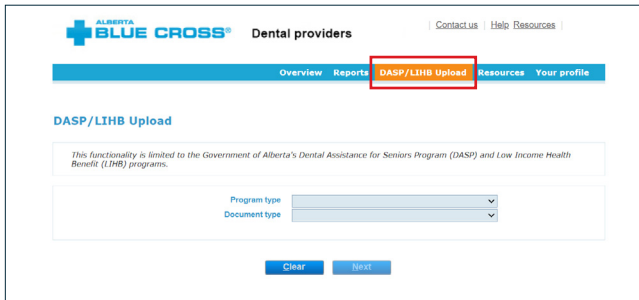 ALBERTA
BLUE CROSS®
Dental providers
Contact us | Help Resources |
Overview Reports DASP/LIHB Upload Resources Your profile
DASP/LIHB Upload
This functionality is limited to the Government of Alberta's Dental Assistance for Seniors Program (DASP) and Low Income Health
Benefit (LIHB) programs.
Program type
Document type
Clear Next